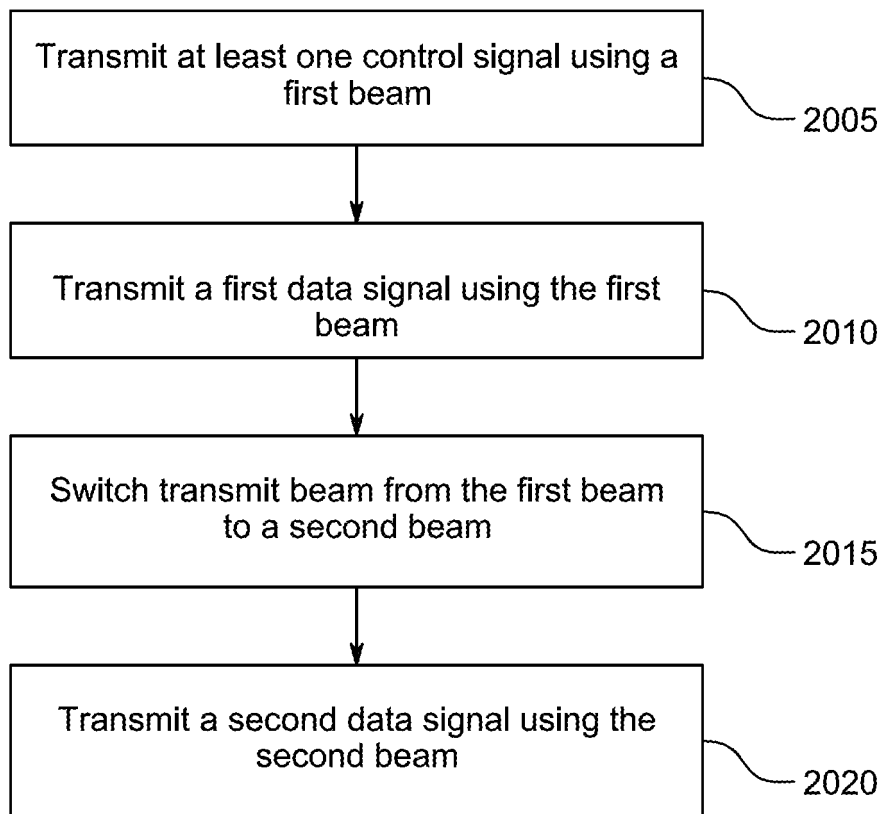 Transmit at least one control signal using a
first beam
2005
Transmit a first data signal using the first
beam
2010
Switch transmit beam from the first beam
to a second beam
2015
Transmit a second data signal using the
second beam
2020